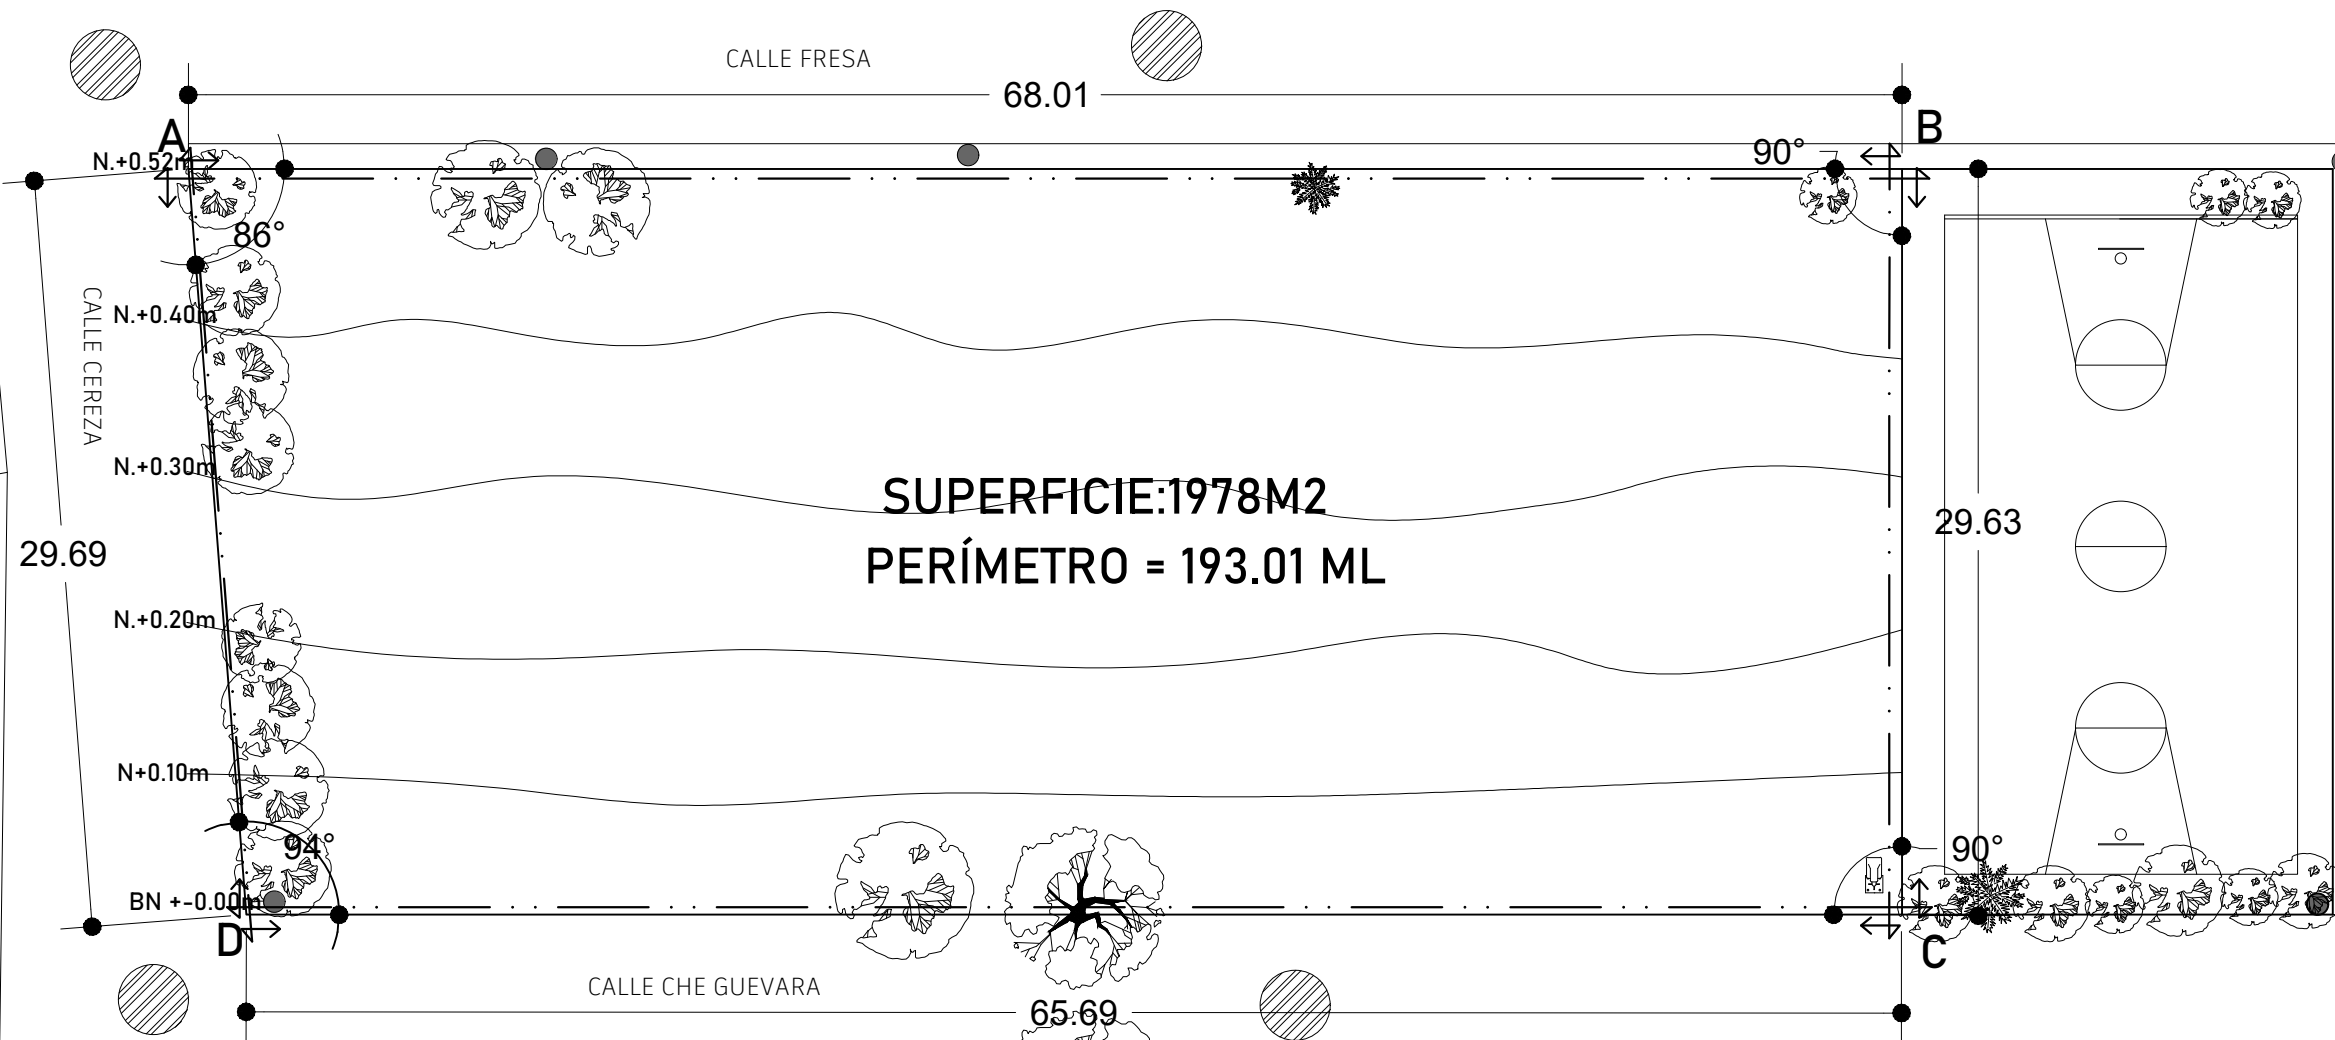 CALLE FRESA
68.01
A
B
N.+0.52m
90°
86°
CALLE CEREZA
N.+0.40m
N.+0.30m
SUPERFICIE:1978M2
29.63
29.69
PERÍMETRO = 193.01 ML
N.+0.20m
N+0.10m
94°
90°
BN +-0.00m
D
C
CALLE CHE GUEVARA
65.69